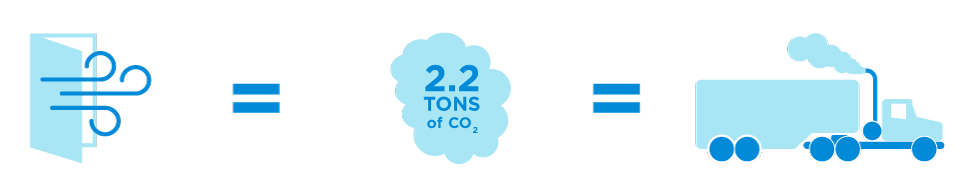 =
2.2
TONS
of CO₂
=